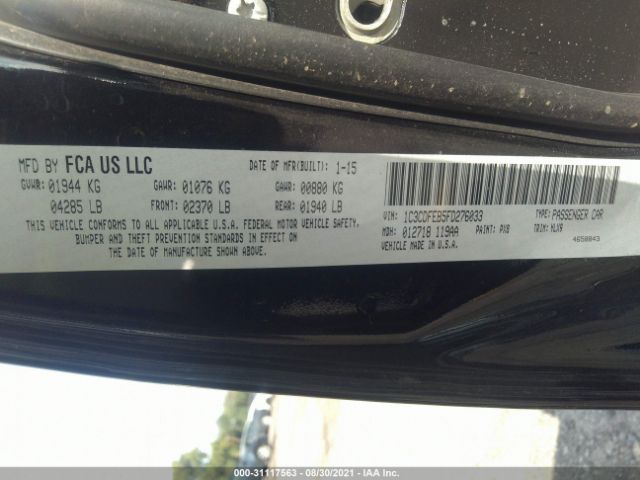 MFD BY FCA US LLC
DATE OF MFR(BUILT): 1-15
GVWR: 01944 KG GAWR: 01076 KG GAWR: 00880 KG
04285 LB FRONT: 02370 LB REAR: 01940 LB
THIS VEHICLE CONFORMS TO ALL APPLICABLE U.S.A. FEDERAL MOTOR VEHICLE SAFETY,
BUMPER AND THEFT PREVENTION STANDARDS IN EFFECT ON
THE DATE OF MANUFACTURE SHOWN ABOVE.
VIN: 1C3CDFEB5FD276033 TYPE: PASSENGER CAR
MDH: 012718 119AA PAINT: PX8 TRIM: HLX9
VEHICLE MADE IN U.S.A. 4658843
000-31117563 - 08/30/2021 - IAA Inc.